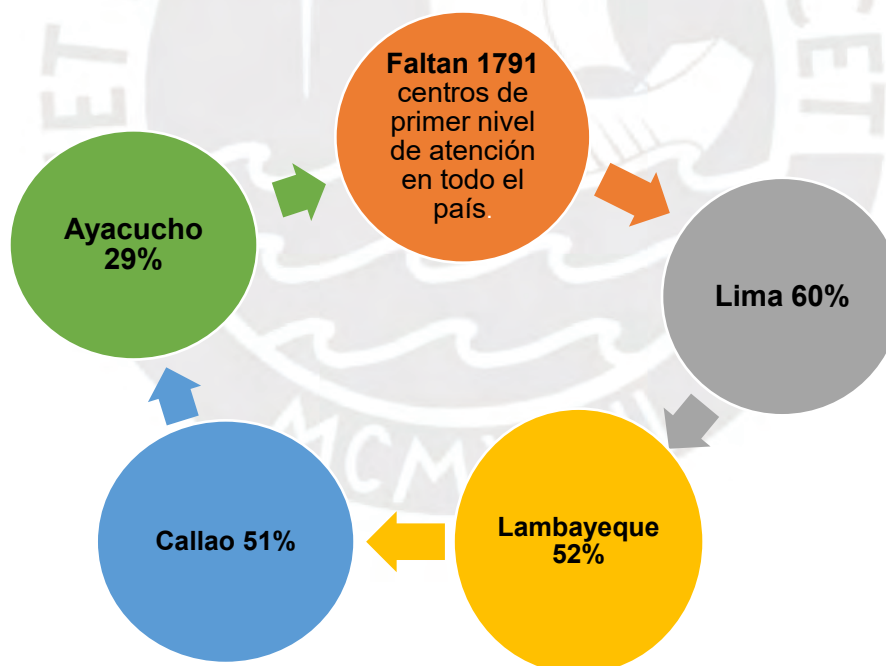 Faltan 1791
centros de
primer nivel
de atención
en todo el
país.
Lima 60%
Lambayeque
52%
Callao 51%
Ayacucho
29%